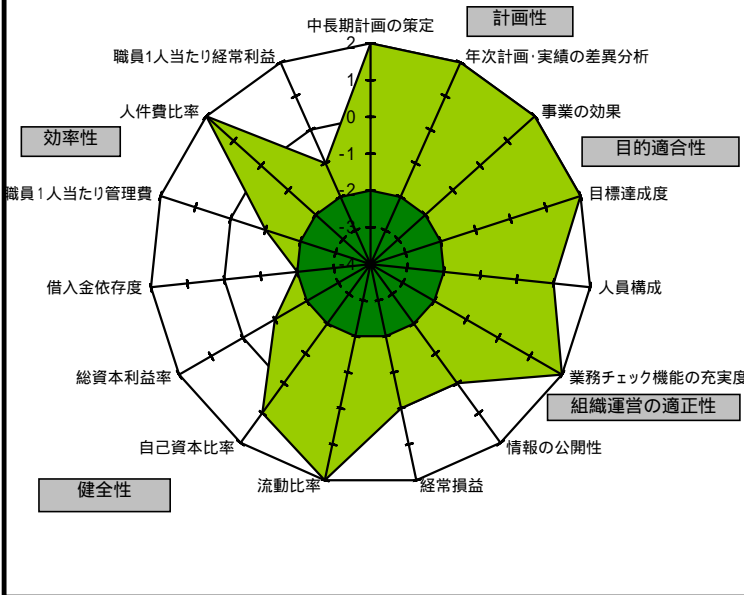 計画性
中長期計画の策定
年次計画･実績の差異分析
職員1人当たり経常利益
事業の効果
人件費比率
目的適合性
効率性
目標達成度
職員1人当たり管理費
人員構成
借入金依存度
業務チェック機能の充実度
総資本利益率
組織運営の適正性
情報の公開性
自己資本比率
経常損益
流動比率
健全性
2
1
0
-1
-2
-3
-4